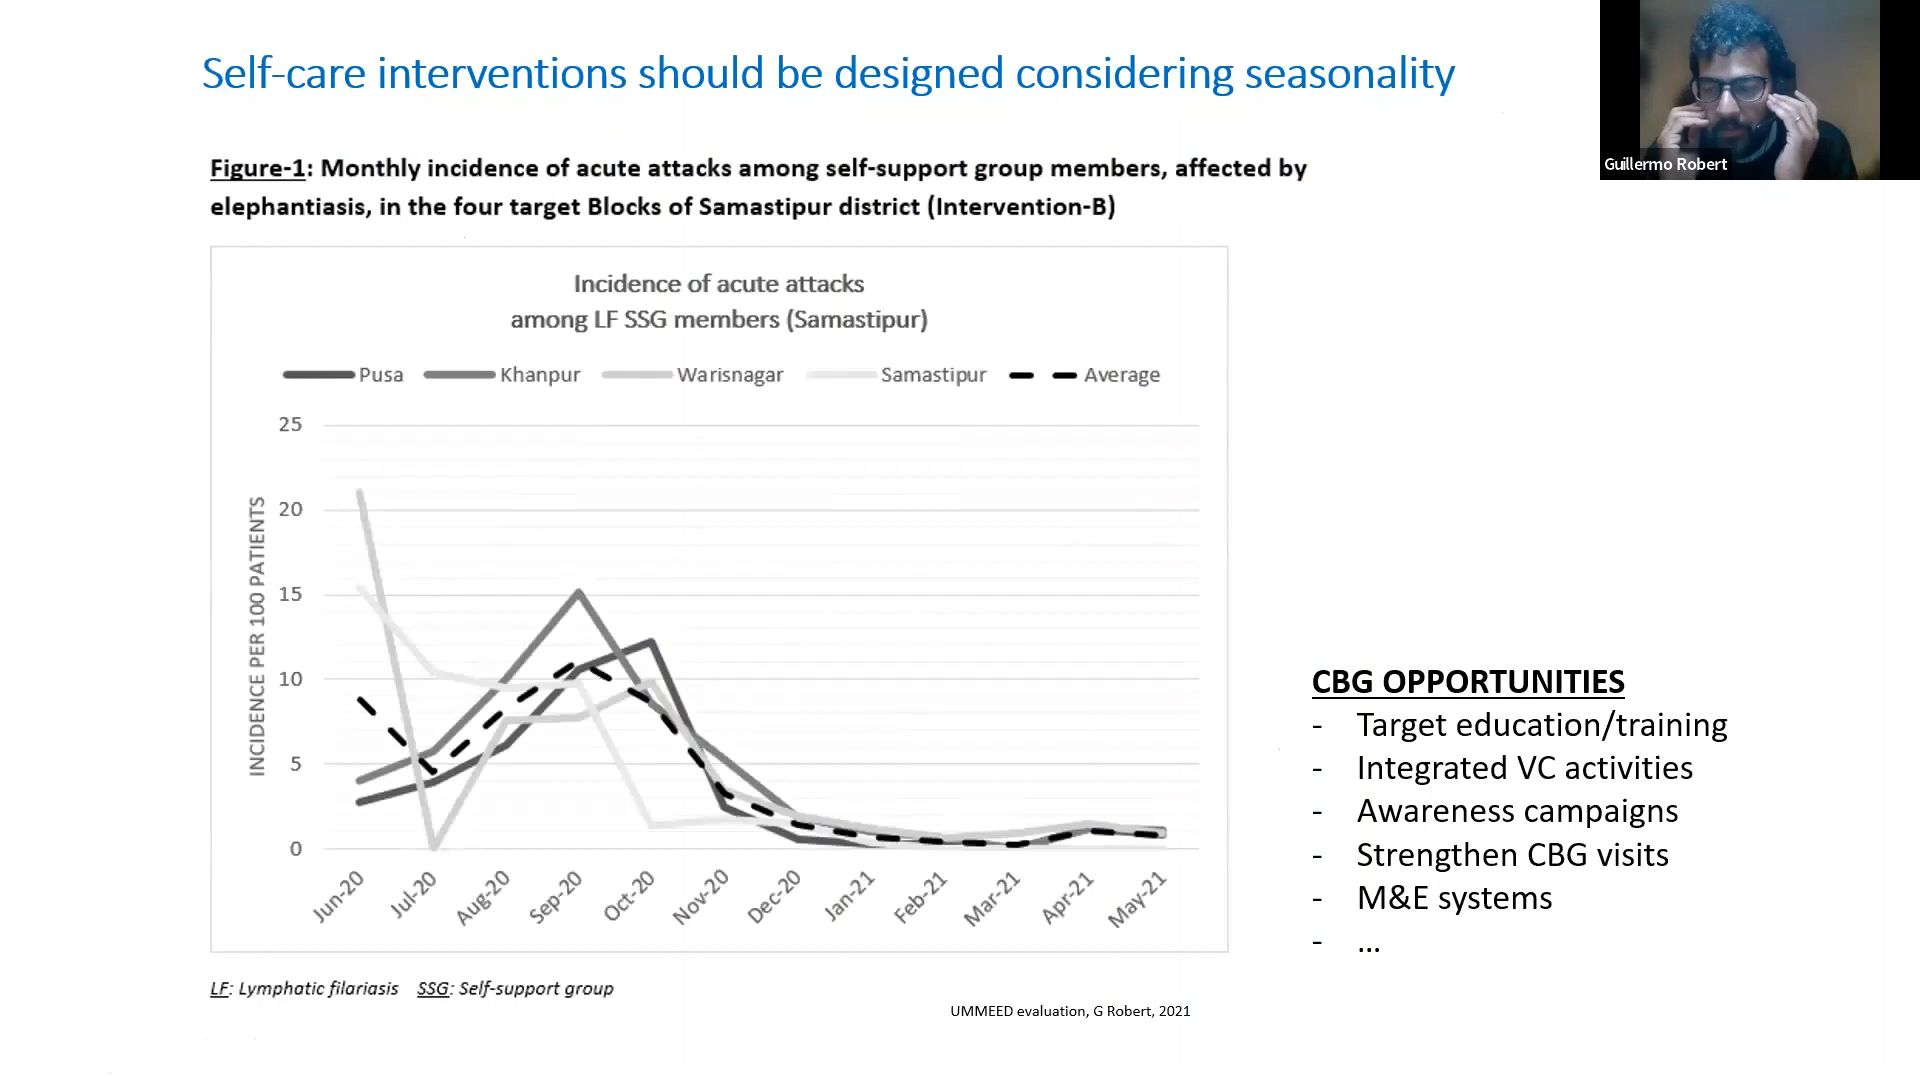 Self-care interventions should be designed considering seasonality
Guillermo Robert
Figure-1: Monthly incidence of acute attacks among self-support group members, affected by
elephantiasis, in the four target Blocks of Samastipur district (Intervention-B)
Incidence of acute attacks
among LF SSG members (Samastipur)
Pusa Khanpur Warisnagar Samastipur Average
INCIDENCE PER 100 PATIENTS
25
20
15
10
5
0
Jun-20 Jul-20 Aug-20 Sep-20 Oct-20 Nov-20 Dec-20 Jan-21 Feb-21 Mar-21 Apr-21 May-21
LF: Lymphatic filariasis SSG: Self-support group
UMMEED evaluation, G Robert, 2021
CBG OPPORTUNITIES
- Target education/training
- Integrated VC activities
- Awareness campaigns
- Strengthen CBG visits
- M&E systems
- ...